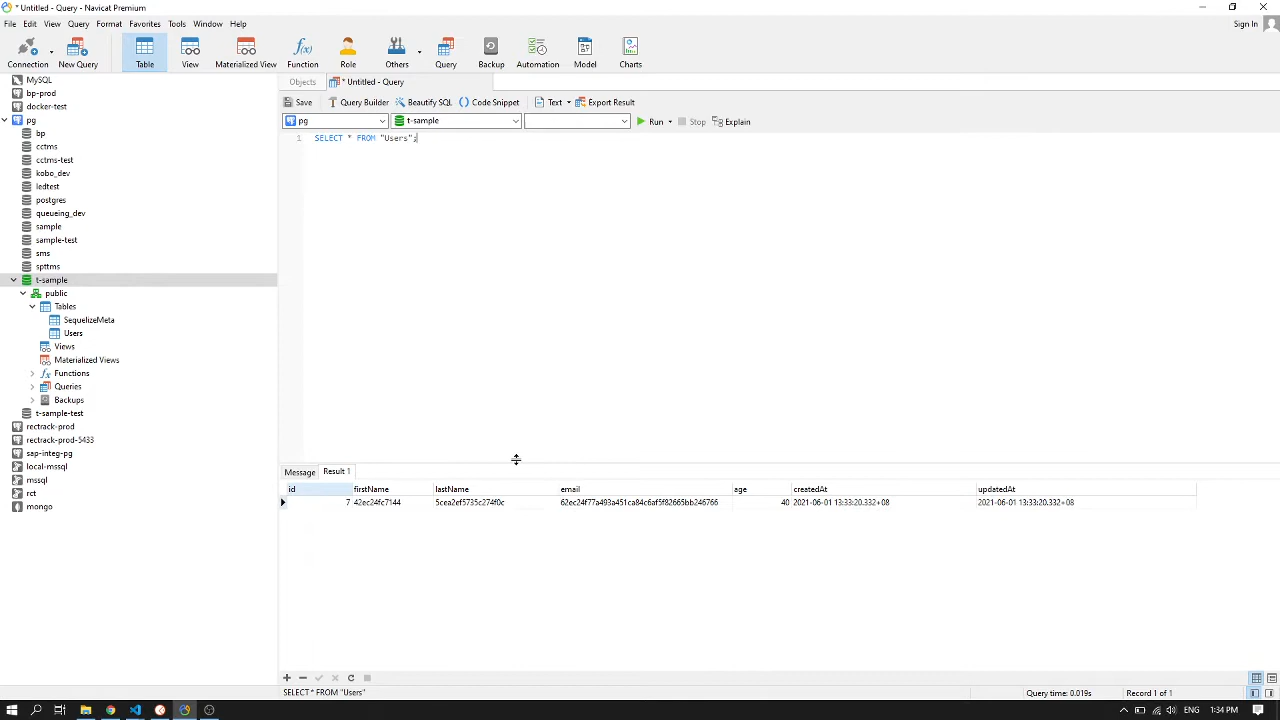 * Untitled - Query - Navicat Premium
File Edit View Query Format Favorites Tools Window Help
Sign In
Connection New Query Table View Materialized View Function Role Others Query Backup Automation Model Charts
MySQL
bp-prod
docker-test
pg
bp
cctms
cctms-test
kobo_dev
ledtest
postgres
queueing_dev
sample
sample-test
sms
spttms
t-sample
public
Tables
SequelizeMeta
Users
Views
Materialized Views
Functions
Queries
Backups
t-sample-test
rectrack-prod
rectrack-prod-5433
sap-integ-pg
local-mssql
mssql
rct
mongo
Objects * Untitled - Query
Save Query Builder Beautify SQL () Code Snippet Text Export Result
pg t-sample Run Stop Explain
1 SELECT * FROM "Users";
Message Result 1
id firstName lastName email age createdAt updatedAt
7 42ec24fc7144 5cea2ef5735c274f0c 62ec24f77a493a451ca84c6af5f82665bb246766 40 2021-06-01 13:33:20.332+08 2021-06-01 13:33:20.332+08
SELECT * FROM "Users" Query time: 0.019s Record 1 of 1
1:34 PM